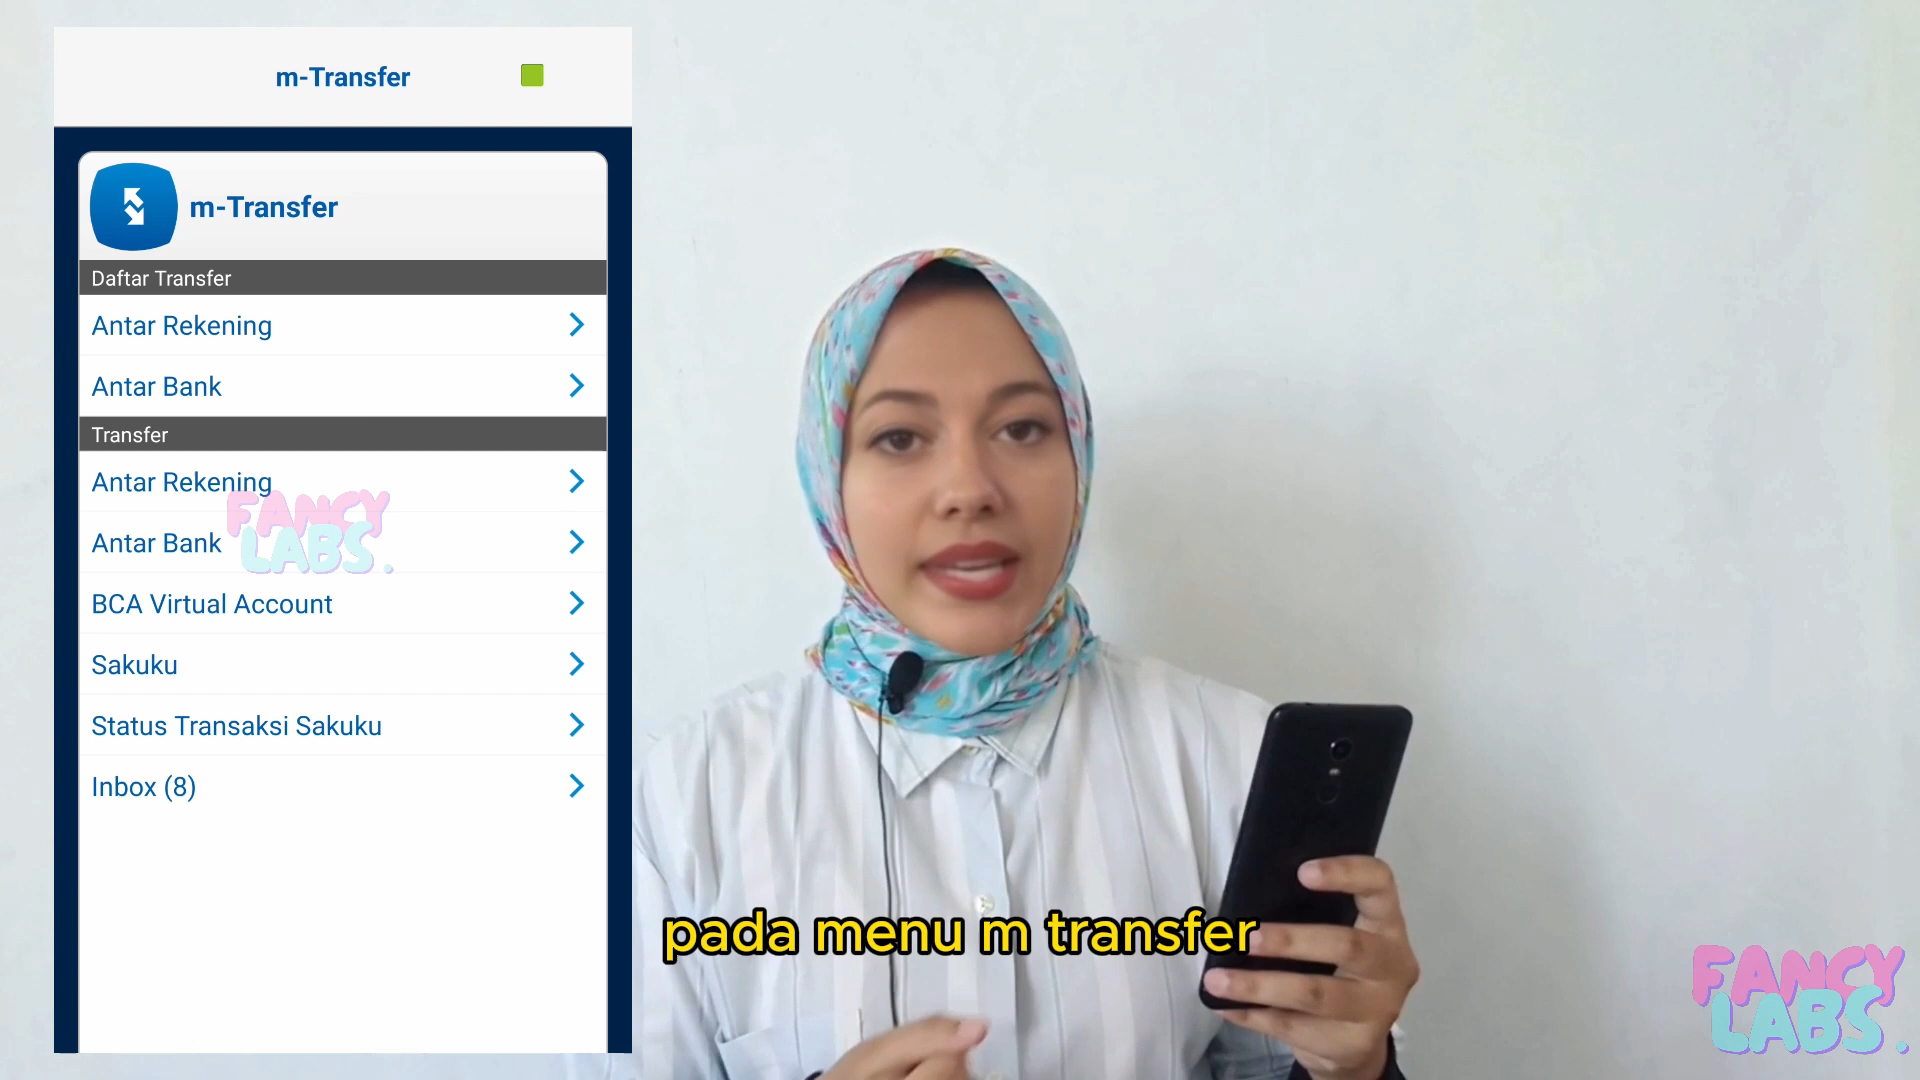 m-Transfer
m-Transfer
Daftar Transfer
Antar Rekening
Antar Bank
Transfer
Antar Rekening
Antar Bank
FANCY
LABS.
BCA Virtual Account
Sakuku
Status Transaksi Sakuku
Inbox (8)
pada menu m transfer
FANCY
LABS.